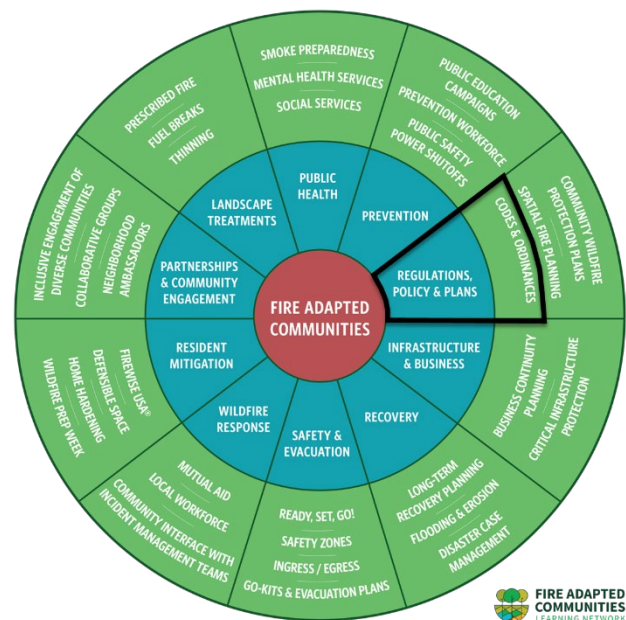 FIRE ADAPTED
COMMUNITIES
PUBLIC
HEALTH
PREVENTION
REGULATIONS,
POLICY & PLANS
INFRASTRUCTURE
& BUSINESS
RECOVERY
SAFETY &
EVACUATION
WILDFIRE
RESPONSE
RESIDENT
MITIGATION
PARTNERSHIPS
& COMMUNITY
ENGAGEMENT
LANDSCAPE
TREATMENTS
SMOKE PREPAREDNESS
MENTAL HEALTH SERVICES
SOCIAL SERVICES
PUBLIC EDUCATION
CAMPAIGNS
PREVENTION WORKFORCE
PUBLIC SAFETY
POWER SHUTOFFS
COMMUNITY WILDFIRE
PROTECTION PLANS
SPATIAL FIRE PLANNING
CODES & ORDINANCES
BUSINESS CONTINUITY
PLANNING
CRITICAL INFRASTRUCTURE
PROTECTION
LONG-TERM
RECOVERY PLANNING
FLOODING & EROSION
DISASTER CASE
MANAGEMENT
READY, SET, GO!
SAFETY ZONES
INGRESS / EGRESS
GO-KITS & EVACUATION PLANS
MUTUAL AID
LOCAL WORKFORCE
COMMUNITY INTERFACE WITH
INCIDENT MANAGEMENT TEAMS
FIREWISE USA®
DEFENSIBLE SPACE
HOME HARDENING
WILDFIRE PREP WEEK
INCLUSIVE ENGAGEMENT OF
DIVERSE COMMUNITIES
COLLABORATIVE GROUPS
NEIGHBORHOOD
AMBASSADORS
PRESCRIBED FIRE
FUEL BREAKS
THINNING
FIRE ADAPTED
COMMUNITIES
LEARNING NETWORK